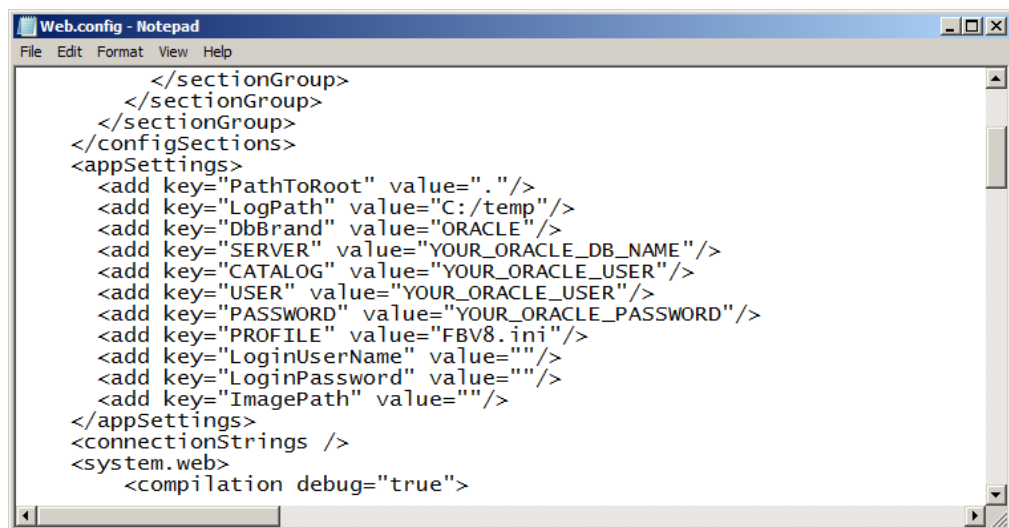 Web.config - Notepad
File Edit Format View Help
</sectionGroup>
</sectionGroup>
</sectionGroup>
</configSections>
<appSettings>
<add key="PathToRoot" value="."/>
<add key="LogPath" value="C:/temp"/>
<add key="DbBrand" value="ORACLE"/>
<add key="SERVER" value="YOUR_ORACLE_DB_NAME"/>
<add key="CATALOG" value="YOUR_ORACLE_USER"/>
<add key="USER" value="YOUR_ORACLE_USER"/>
<add key="PASSWORD" value="YOUR_ORACLE_PASSWORD"/>
<add key="PROFILE" value="FBV8.ini"/>
<add key="LoginUserName" value=""/>
<add key="LoginPassword" value=""/>
<add key="ImagePath" value=""/>
</appSettings>
<connectionStrings />
<system.web>
<compilation debug="true">